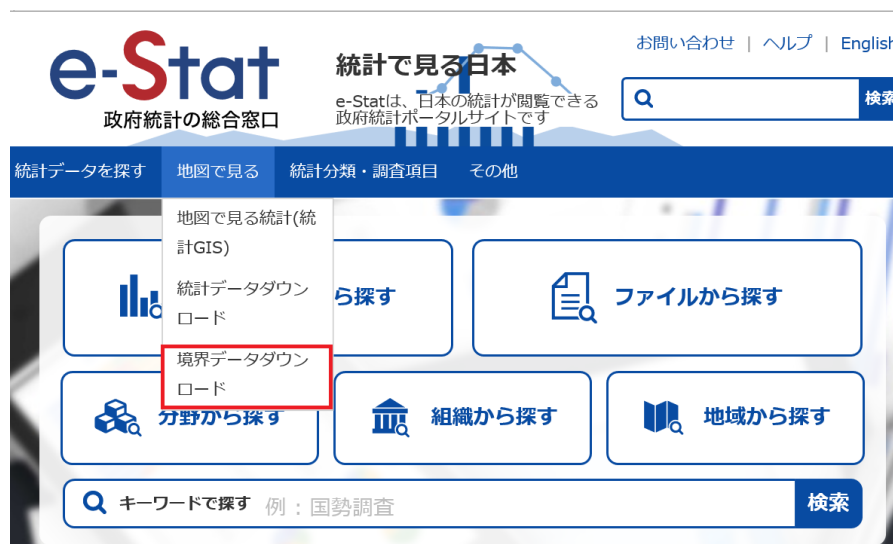 お問い合わせ | ヘルプ | English
e-Stat
政府統計の総合窓口
統計で見る日本
e-Statは、日本の統計が閲覧できる
政府統計ポータルサイトです
検索
統計データを探す 地図で見る 統計分類・調査項目 その他
地図で見る統計(統
計GIS)
統計データダウン
ロード
境界データダウン
ロード
ら探す
ファイルから探す
分野から探す
組織から探す
地域から探す
キーワードで探す 例：国勢調査 検索